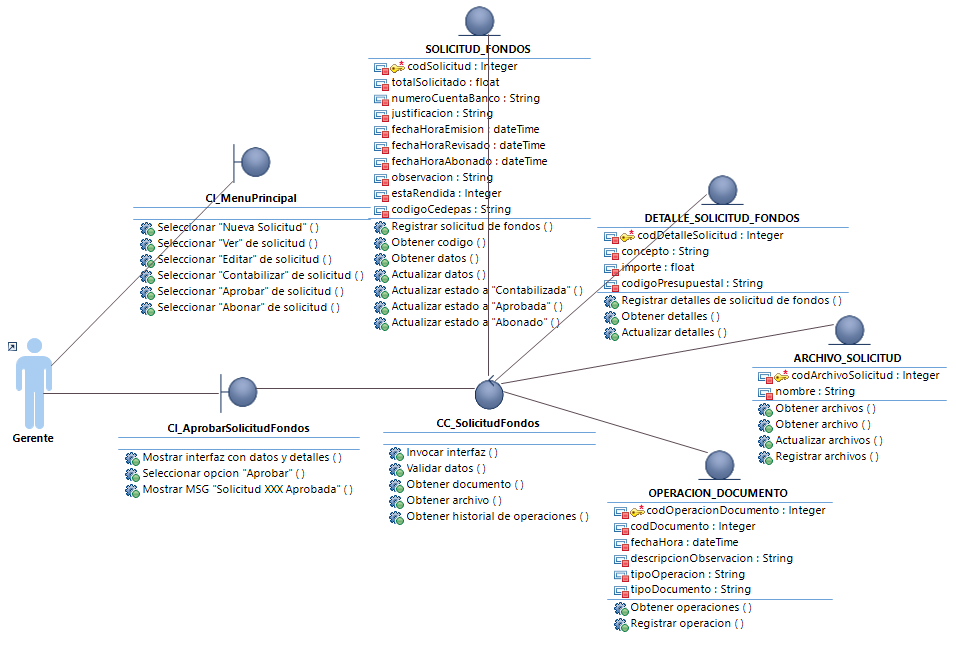 SOLICITUD_FONDOS
codSolicitud : Integer
totalSolicitado : float
numeroCuentaBanco : String
justificacion : String
fechaHoraEmision : dateTime
fechaHoraRevisado : dateTime
fechaHoraAbonado : dateTime
observacion : String
estaRendida : Integer
codigoCedepas : String
Registrar solicitud de fondos ( )
Obtener codigo ( )
Obtener datos ( )
Actualizar datos ( )
Actualizar estado a "Contabilizada" ( )
Actualizar estado a "Aprobada" ( )
Actualizar estado a "Abonado" ( )
CI_MenuPrincipal
Seleccionar "Nueva Solicitud" ( )
Seleccionar "Ver" de solicitud ( )
Seleccionar "Editar" de solicitud ( )
Seleccionar "Contabilizar" de solicitud ( )
Seleccionar "Aprobar" de solicitud ( )
Seleccionar "Abonar" de solicitud ( )
DETALLE_SOLICITUD_FONDOS
codDetalleSolicitud : Integer
concepto : String
importe : float
codigoPresupuestal : String
Registrar detalles de solicitud de fondos ( )
Obtener detalles ( )
Actualizar detalles ( )
ARCHIVO_SOLICITUD
codArchivoSolicitud : Integer
nombre : String
Obtener archivos ( )
Obtener archivo ( )
Actualizar archivos ( )
Registrar archivos ( )
Gerente
CI_AprobarSolicitudFondos
Mostrar interfaz con datos y detalles ( )
Seleccionar opcion "Aprobar" ( )
Mostrar MSG "Solicitud XXX Aprobada" ( )
CC_SolicitudFondos
Invocar interfaz ( )
Validar datos ( )
Obtener documento ( )
Obtener archivo ( )
Obtener historial de operaciones ( )
OPERACION_DOCUMENTO
codOperacionDocumento : Integer
codDocumento : Integer
fechaHora : dateTime
descripcionObservacion : String
tipoOperacion : String
tipoDocumento : String
Obtener operaciones ( )
Registrar operacion ( )